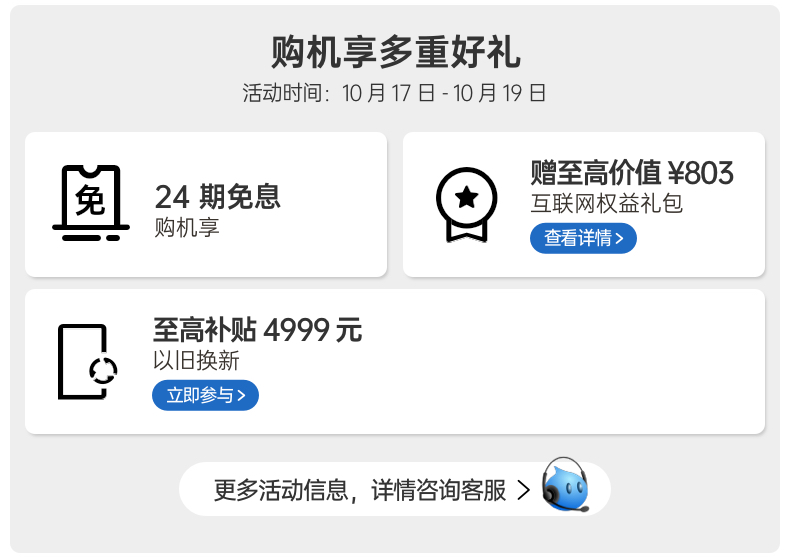 购机享多重好礼
活动时间：10 月 17 日 - 10 月 19 日
免
24 期免息
购机享
赠至高价值 ¥803
互联网权益礼包
查看详情 >
至高补贴 4999 元
以旧换新
立即参与 >
更多活动信息，详情咨询客服 >